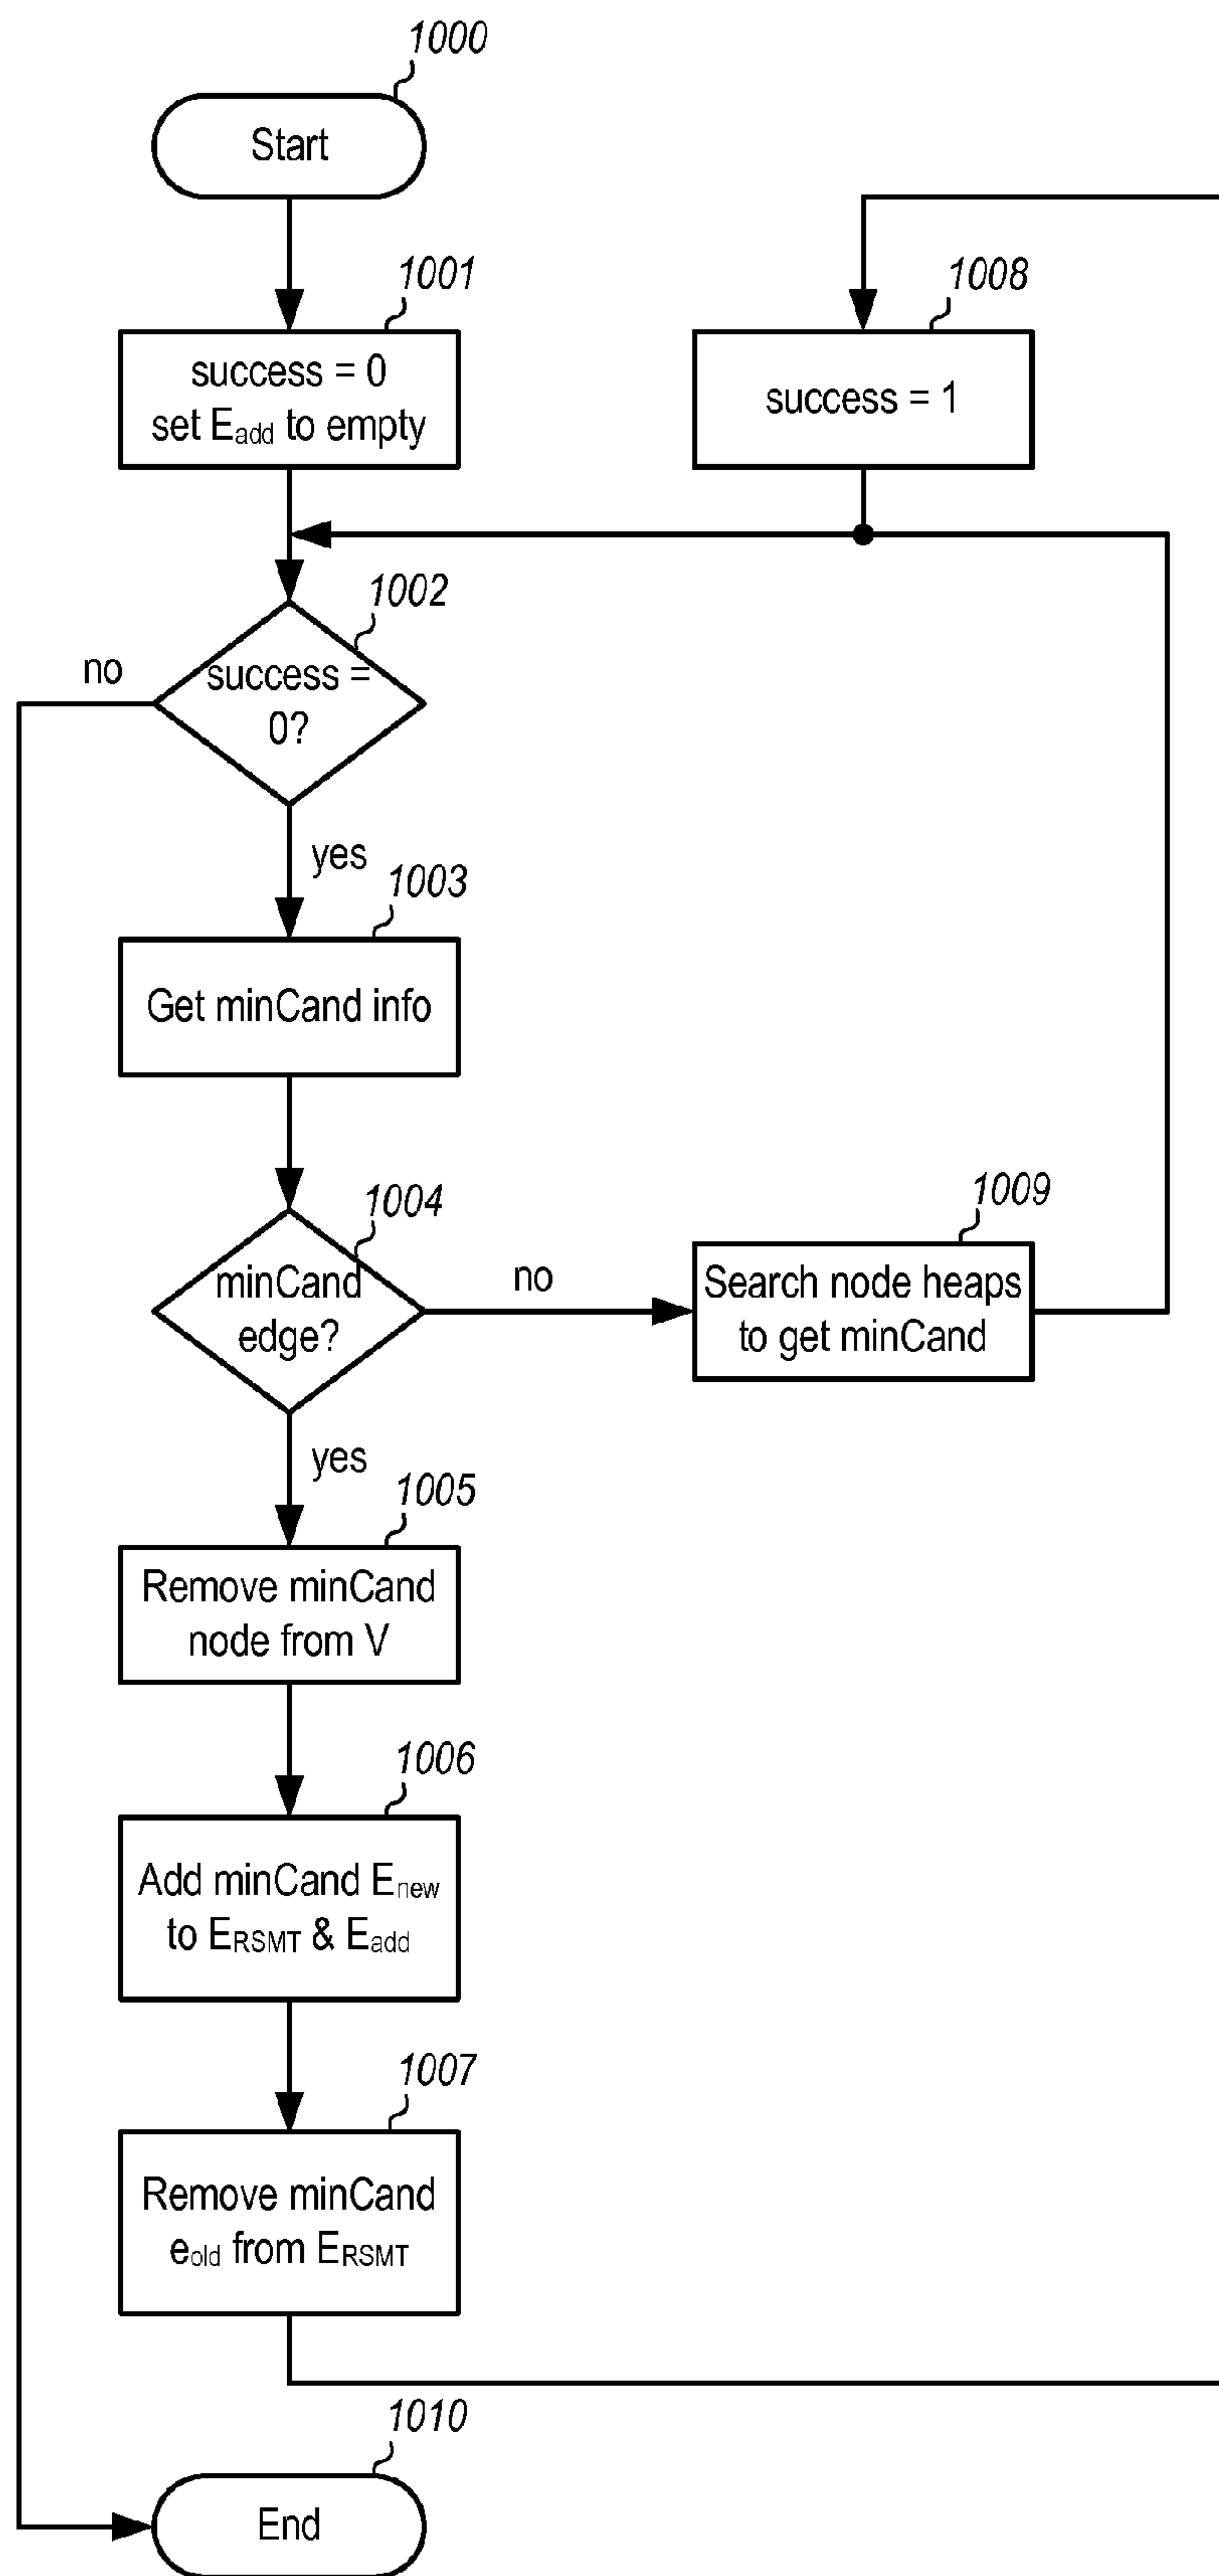 1000
Start
1001
success = 0
set Eadd to empty
1008
success = 1
1002
no
success =
0?
yes
1003
Get minCand info
1004
minCand
edge?
no
1009
Search node heaps
to get minCand
yes
1005
Remove minCand
node from V
1006
Add minCand Enew
to ERSMT & Eadd
1007
Remove minCand
eold from ERSMT
1010
End